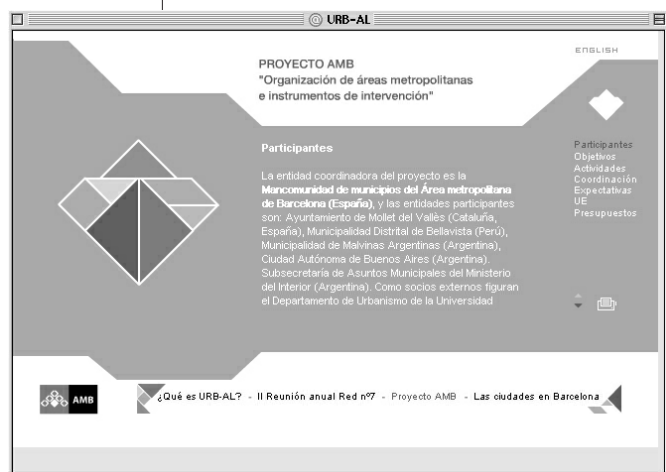 @ URB-AL
ENGLISH
PROYECTO AMB
"Organización de áreas metropolitanas
e instrumentos de intervención"
Participantes
La entidad coordinadora del proyecto es la
Mancomunidad de municipios del Área metropolitana
de Barcelona (España), y las entidades participantes
son: Ayuntamiento de Mollet del Vallès (Cataluña,
España), Municipalidad Distrital de Bellavista (Perú),
Municipalidad de Malvinas Argentinas (Argentina),
Ciudad Autónoma de Buenos Aires (Argentina).
Subsecretaría de Asuntos Municipales del Ministerio
del Interior (Argentina). Como socios externos figuran
el Departamento de Urbanismo de la Universidad
Participantes
Objetivos
Actividades
Coordinación
Expectativas
UE
Presupuestos
AMB
¿Qué es URB-AL? - II Reunión anual Red nº7 - Proyecto AMB - Las ciudades en Barcelona